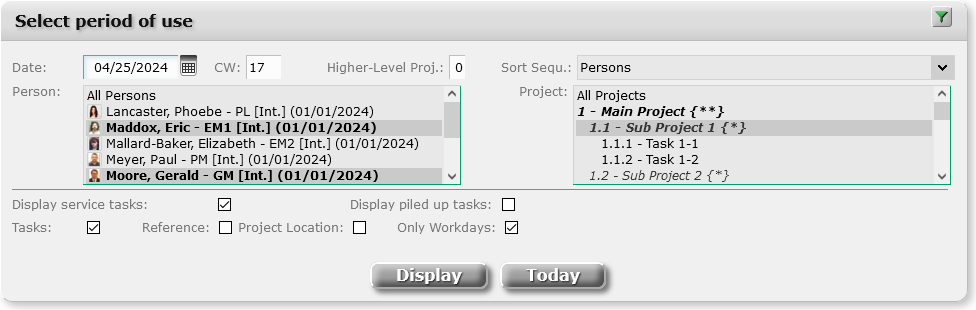 Select period of use
Date: 04/25/2024 CW: 17 Higher-Level Proj.: 0 Sort Sequ.: Persons
Person: Project:
All Persons
Lancaster, Phoebe - PL [Int.] (01/01/2024)
Maddox, Eric - EM1 [Int.] (01/01/2024)
Mallard-Baker, Elizabeth - EM2 [Int.] (01/01/2024)
Meyer, Paul - PM [Int.] (01/01/2024)
Moore, Gerald - GM [Int.] (01/01/2024)
All Projects
1 - Main Project {**}
1.1 - Sub Project 1 {*}
1.1.1 - Task 1-1
1.1.2 - Task 1-2
1.2 - Sub Project 2 {*}
Display service tasks: Display piled up tasks:
Tasks: Reference: Project Location: Only Workdays:
Display Today